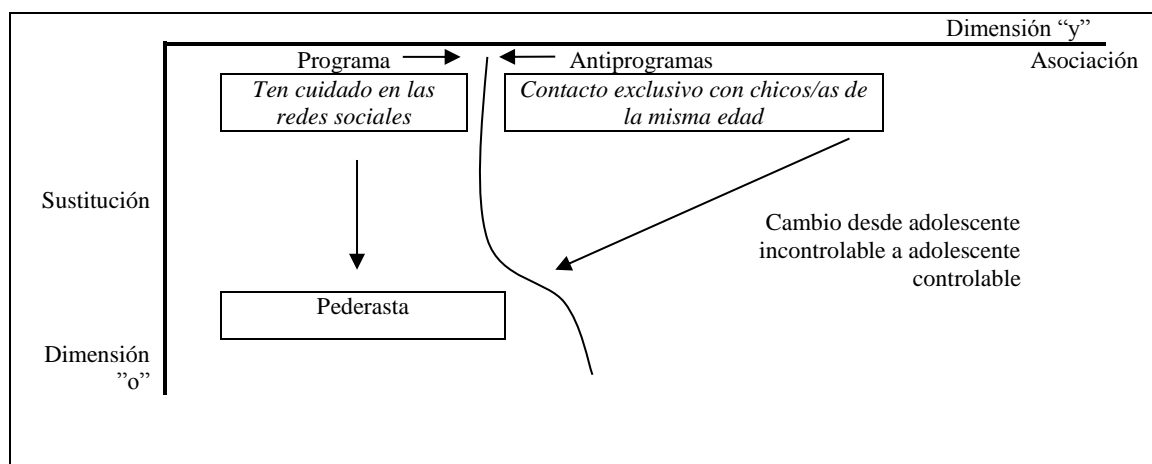 Dimensión “y”
Programa
Antiprogramas
Asociación
Ten cuidado en las
redes sociales
Contacto exclusivo con chicos/as de
la misma edad
Sustitución
Cambio desde adolescente
incontrolable a adolescente
controlable
Pederasta
Dimensión
”o”